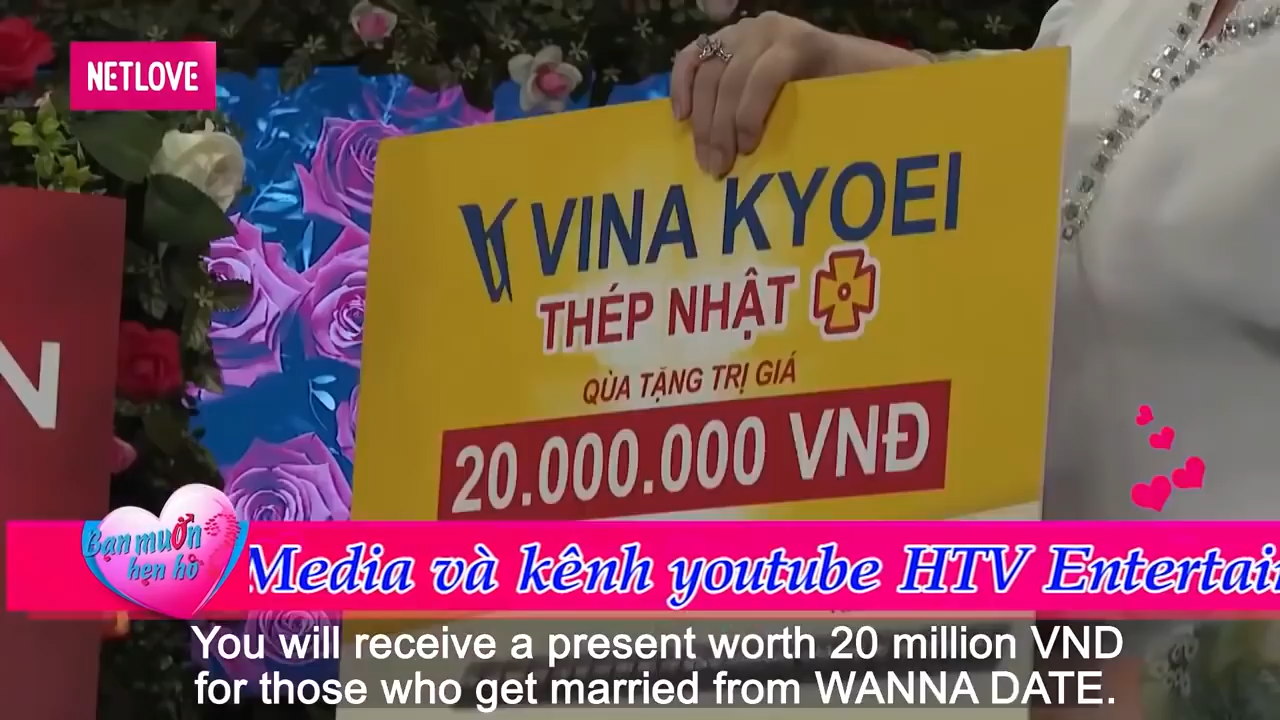 NETLOVE
VINA KYOEI
THÉP NHẬT
QÙA TẶNG TRỊ GIÁ
20.000.000 VNĐ
N
Bạn muốn
hẹn hò
Media và kênh youtube HTV Entertai
You will receive a present worth 20 million VND
for those who get married from WANNA DATE.